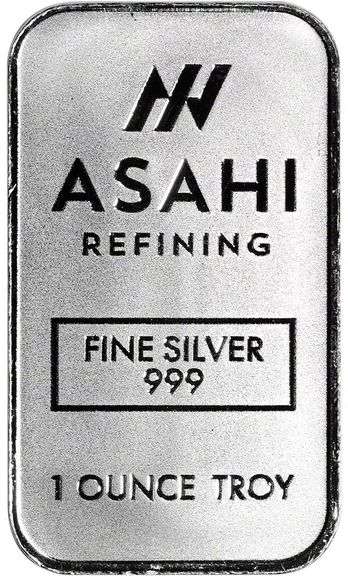 ASAHI
REFINING
FINE SILVER
999
1 OUNCE TROY